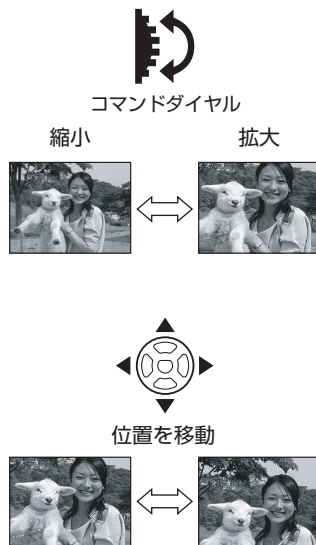 コマンドダイヤル
縮小 拡大
位置を移動